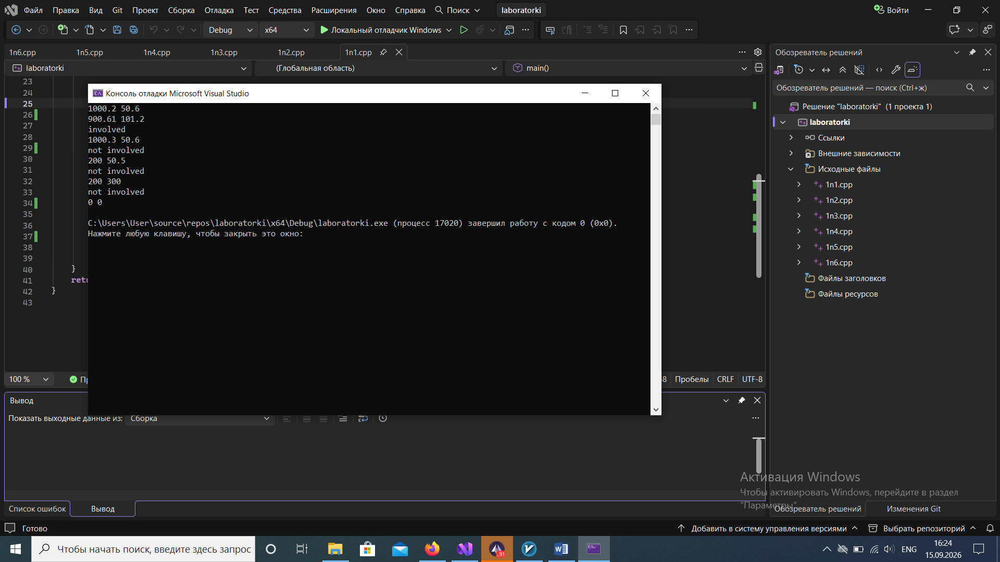 Файл Правка Вид Git Проект Сборка Отладка Тест Средства Расширения Окно Справка Поиск laboratorki Войти
Debug x64 Локальный отладчик Windows
1n6.cpp 1n5.cpp 1n4.cpp 1n3.cpp 1n2.cpp 1n1.cpp
laboratorki (Глобальная область) main()
23
24
25
26
27
28
29
30
31
32
33
34
35
36
37
38
39
40 }
41
42 }
43
Консоль отладки Microsoft Visual Studio
1000.2 50.6
900.61 101.2
involved
1000.3 50.6
not involved
200 50.5
not involved
200 300
not involved
0 0
C:\Users\User\source\repos\laboratorki\x64\Debug\laboratorki.exe (процесс 17020) завершил работу с кодом 0 (0x0).
Нажмите любую клавишу, чтобы закрыть это окно:
100 % Пробелы CRLF UTF-8
Вывод
Показать выходные данные из: Сборка
Список ошибок Вывод
Обозреватель решений
Обозреватель решений — поиск (Ctrl+ж)
Решение "laboratorki" (1 проекта 1)
laboratorki
Ссылки
Внешние зависимости
Исходные файлы
1n1.cpp
1n2.cpp
1n3.cpp
1n4.cpp
1n5.cpp
1n6.cpp
Файлы заголовков
Файлы ресурсов
Активация Windows
Чтобы активировать Windows, перейдите в раздел
"Параметры"
Обозреватель решений Изменения Git
Готово Добавить в систему управления версиями Выбрать репозиторий
Чтобы начать поиск, введите здесь запрос
ENG 16:24
15.09.2026